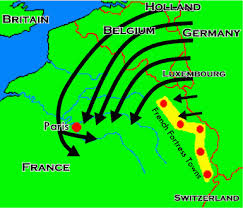 HOLLAND
BRITAIN
BELGIUM
GERMANY
LUXEMBOURG
Paris
French Fortress Towns
FRANCE
SWITZERLAND